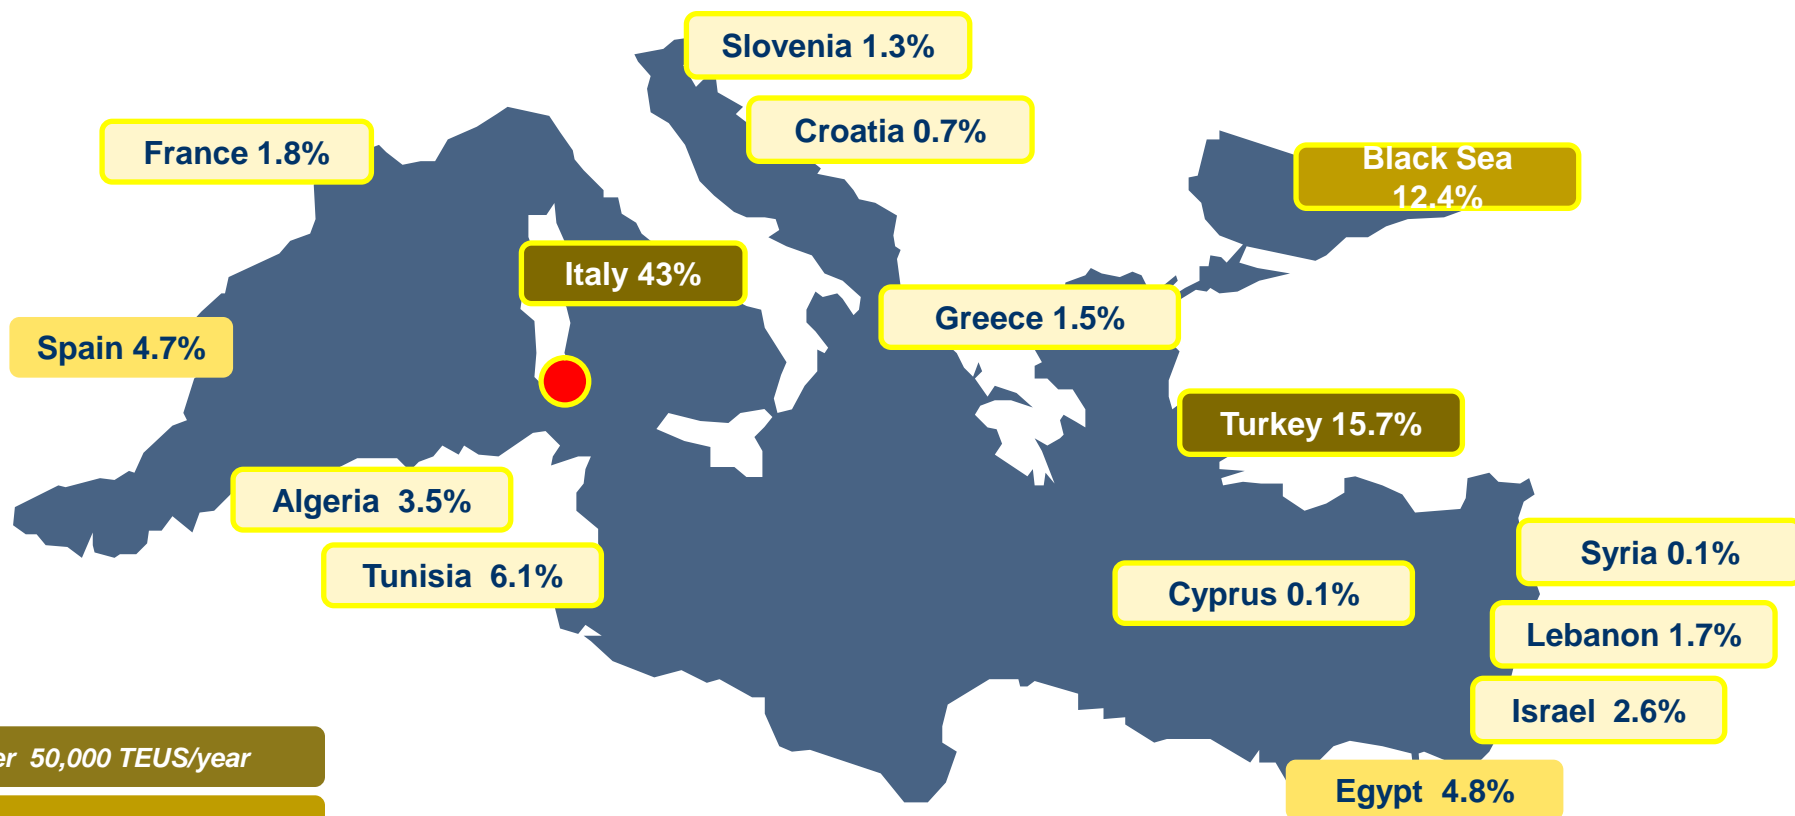 Slovenia 1.3%
Croatia 0.7%
France 1.8%
Black Sea
12.4%
Italy 43%
Greece 1.5%
Spain 4.7%
Turkey 15.7%
Algeria 3.5%
Syria 0.1%
Tunisia 6.1%
Cyprus 0.1%
Lebanon 1.7%
Israel 2.6%
50,000 TEUS/year
Egypt 4.8%